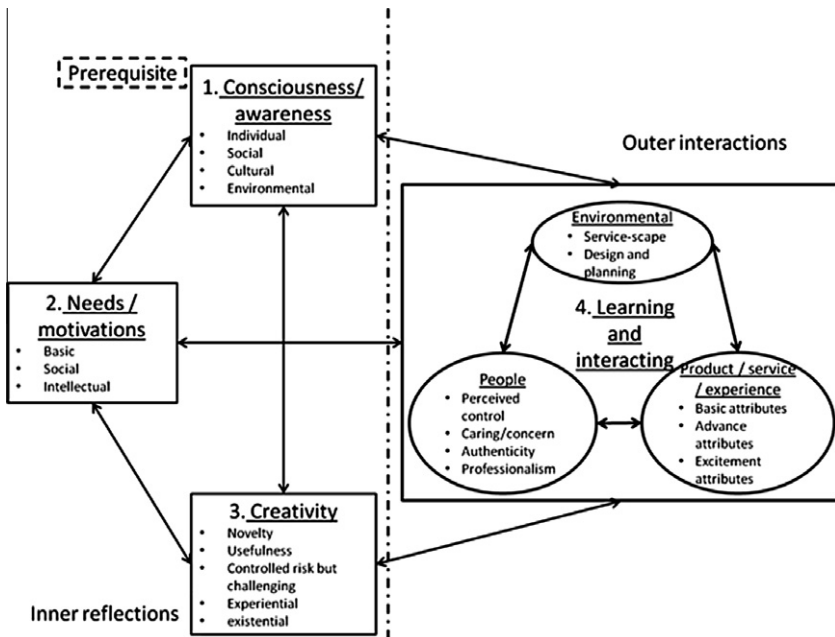 Prerequisite
1. Consciousness/
awareness
• Individual
• Social
• Cultural
• Environmental
Outer interactions
Environmental
• Service-scape
• Design and
planning
2. Needs /
motivations
• Basic
• Social
• Intellectual
4. Learning
and
interacting
People
• Perceived
control
• Caring/concern
• Authenticity
• Professionalism
Product / service
/ experience
• Basic attributes
• Advance
attributes
• Excitement
attributes
3. Creativity
• Novelty
• Usefulness
• Controlled risk but
challenging
• Experiential
• existential
Inner reflections